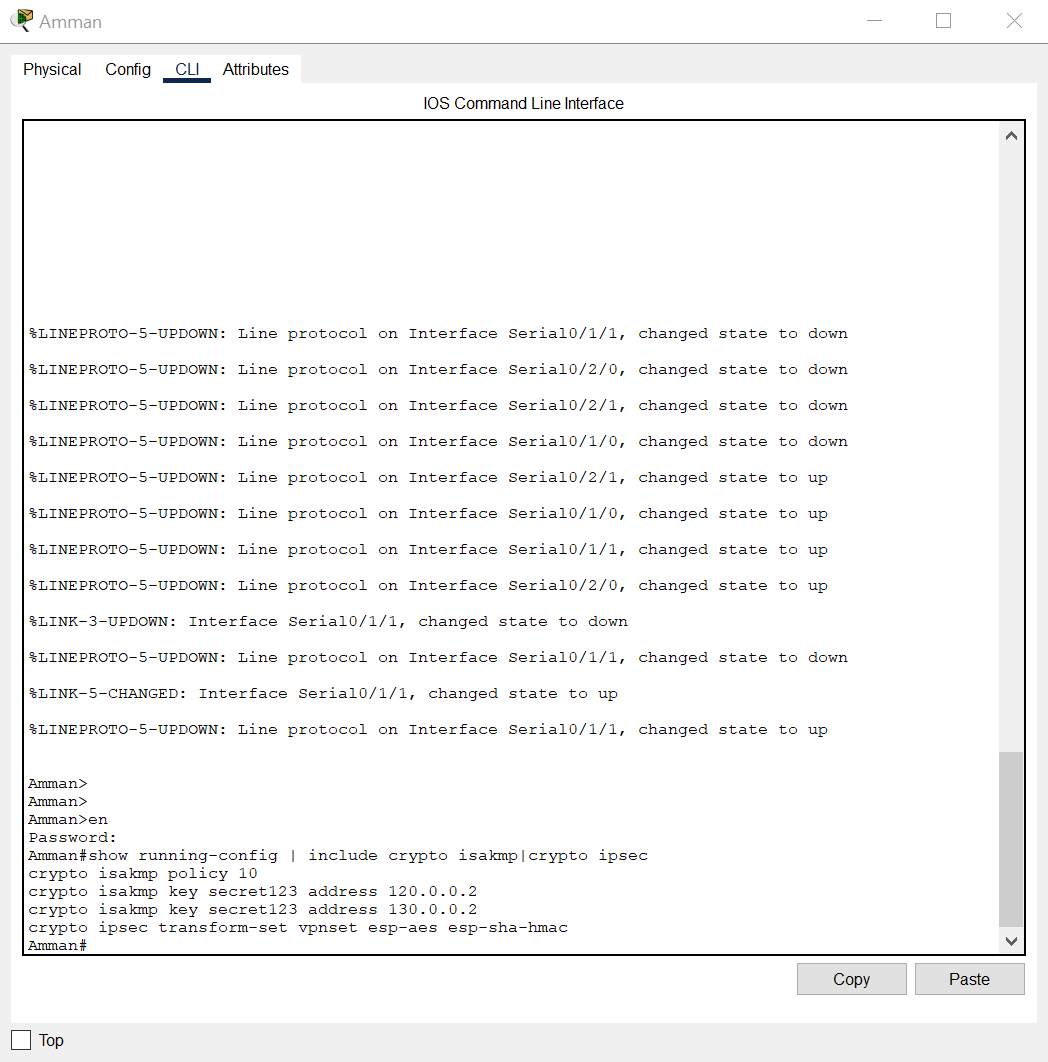 Amman
Physical Config CLI Attributes
IOS Command Line Interface
%LINEPROTO-5-UPDOWN: Line protocol on Interface Serial0/1/1, changed state to down
%LINEPROTO-5-UPDOWN: Line protocol on Interface Serial0/2/0, changed state to down
%LINEPROTO-5-UPDOWN: Line protocol on Interface Serial0/2/1, changed state to down
%LINEPROTO-5-UPDOWN: Line protocol on Interface Serial0/1/0, changed state to down
%LINEPROTO-5-UPDOWN: Line protocol on Interface Serial0/2/1, changed state to up
%LINEPROTO-5-UPDOWN: Line protocol on Interface Serial0/1/0, changed state to up
%LINEPROTO-5-UPDOWN: Line protocol on Interface Serial0/1/1, changed state to up
%LINEPROTO-5-UPDOWN: Line protocol on Interface Serial0/2/0, changed state to up
%LINK-3-UPDOWN: Interface Serial0/1/1, changed state to down
%LINEPROTO-5-UPDOWN: Line protocol on Interface Serial0/1/1, changed state to down
%LINK-5-CHANGED: Interface Serial0/1/1, changed state to up
%LINEPROTO-5-UPDOWN: Line protocol on Interface Serial0/1/1, changed state to up
Amman>
Amman>
Amman>en
Password:
Amman#show running-config | include crypto isakmp|crypto ipsec
crypto isakmp policy 10
crypto isakmp key secret123 address 120.0.0.2
crypto isakmp key secret123 address 130.0.0.2
crypto ipsec transform-set vpnset esp-aes esp-sha-hmac
Amman#
Copy Paste
Top